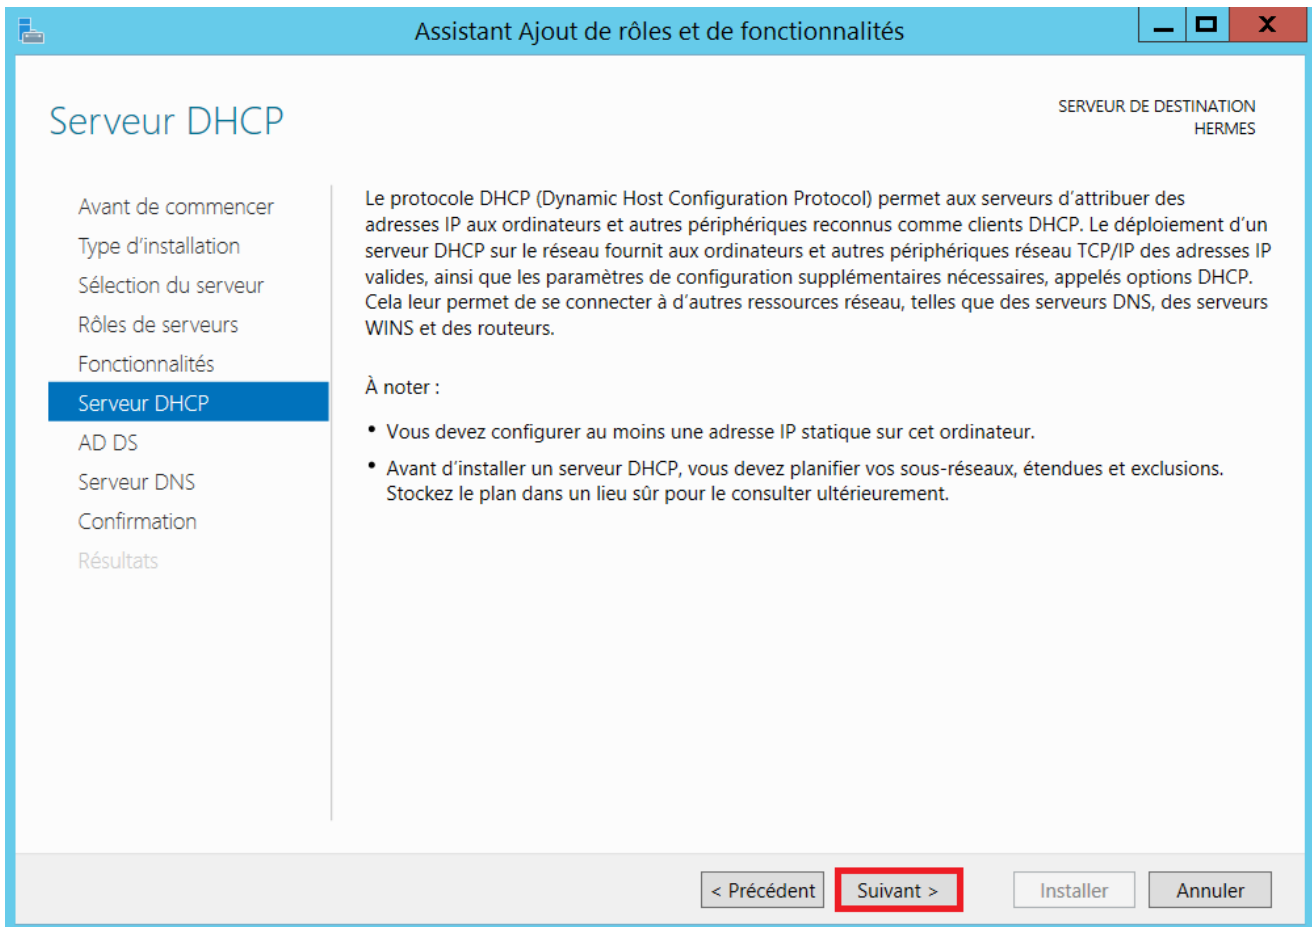 Assistant Ajout de rôles et de fonctionnalités
Serveur DHCP
SERVEUR DE DESTINATION
HERMES
Avant de commencer
Type d’installation
Sélection du serveur
Rôles de serveurs
Fonctionnalités
Serveur DHCP
AD DS
Serveur DNS
Confirmation
Résultats
Le protocole DHCP (Dynamic Host Configuration Protocol) permet aux serveurs d’attribuer des
adresses IP aux ordinateurs et autres périphériques reconnus comme clients DHCP. Le déploiement d’un
serveur DHCP sur le réseau fournit aux ordinateurs et autres périphériques réseau TCP/IP des adresses IP
valides, ainsi que les paramètres de configuration supplémentaires nécessaires, appelés options DHCP.
Cela leur permet de se connecter à d’autres ressources réseau, telles que des serveurs DNS, des serveurs
WINS et des routeurs.
À noter :
• Vous devez configurer au moins une adresse IP statique sur cet ordinateur.
• Avant d’installer un serveur DHCP, vous devez planifier vos sous-réseaux, étendues et exclusions.
Stockez le plan dans un lieu sûr pour le consulter ultérieurement.
< Précédent
Suivant >
Installer
Annuler